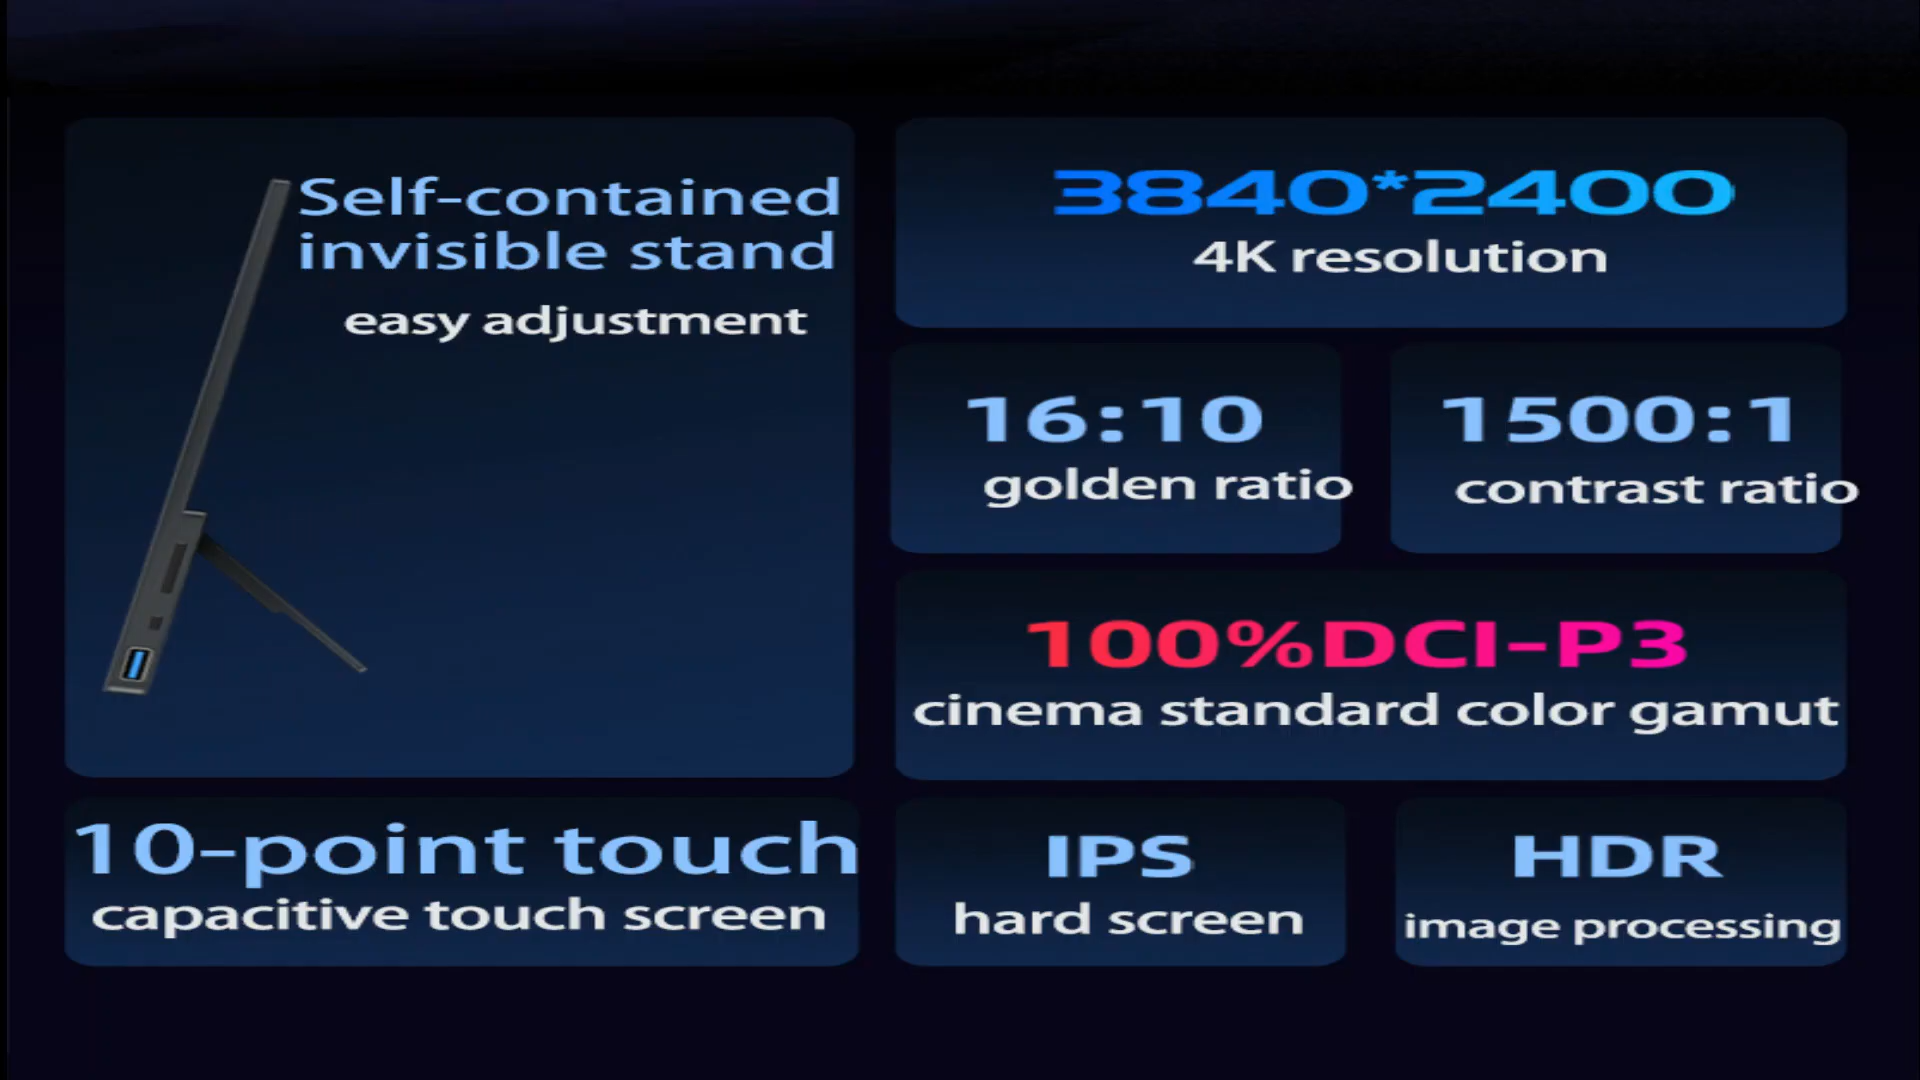 Self-contained
invisible stand
easy adjustment
3840*2400
4K resolution
16:10
golden ratio
1500:1
contrast ratio
100%DCI-P3
cinema standard color gamut
10-point touch
capacitive touch screen
IPS
hard screen
HDR
image processing